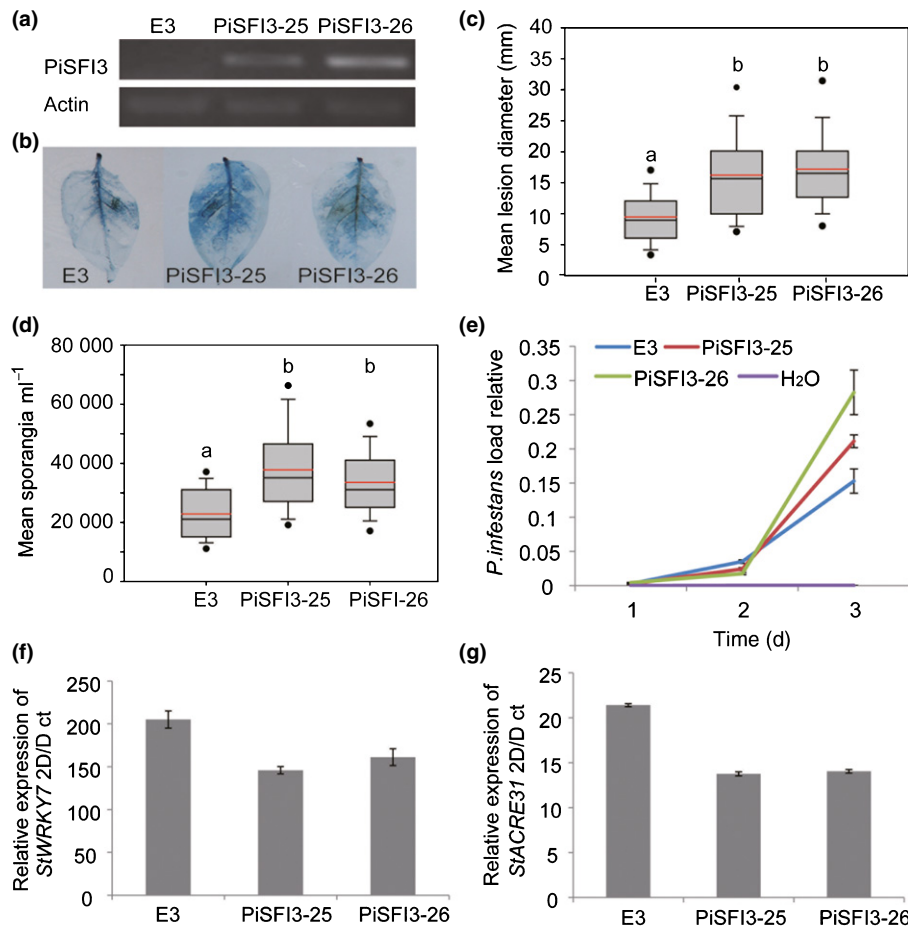 (a)
E3 PiSFI3-25 PiSFI3-26
PiSFI3
Actin
(b)
E3 PiSFI3-25 PiSFI3-26
(c)
Mean lesion diameter (mm)
40
35
30
25
20
15
10
5
0
a
b
b
E3 PiSFI3-25 PiSFI3-26
(d)
Mean sporangia ml⁻¹
80 000
60 000
40 000
20 000
0
a
b
b
E3 PiSFI3-25 PiSFI-26
(e)
P.infestans load relative
0.35
0.3
0.25
0.2
0.15
0.1
0.05
0
E3 PiSFI3-25
PiSFI3-26 H₂O
1 2 3
Time (d)
(f)
Relative expression of
StWRKY7 2D/D ct
250
200
150
100
150
100
50
0
E3 PiSFI3-25 PiSFI3-26
(g)
Relative expression of
StACRE31 2D/D ct
25
20
15
10
5
0
E3 PiSFI3-25 PiSFI3-26